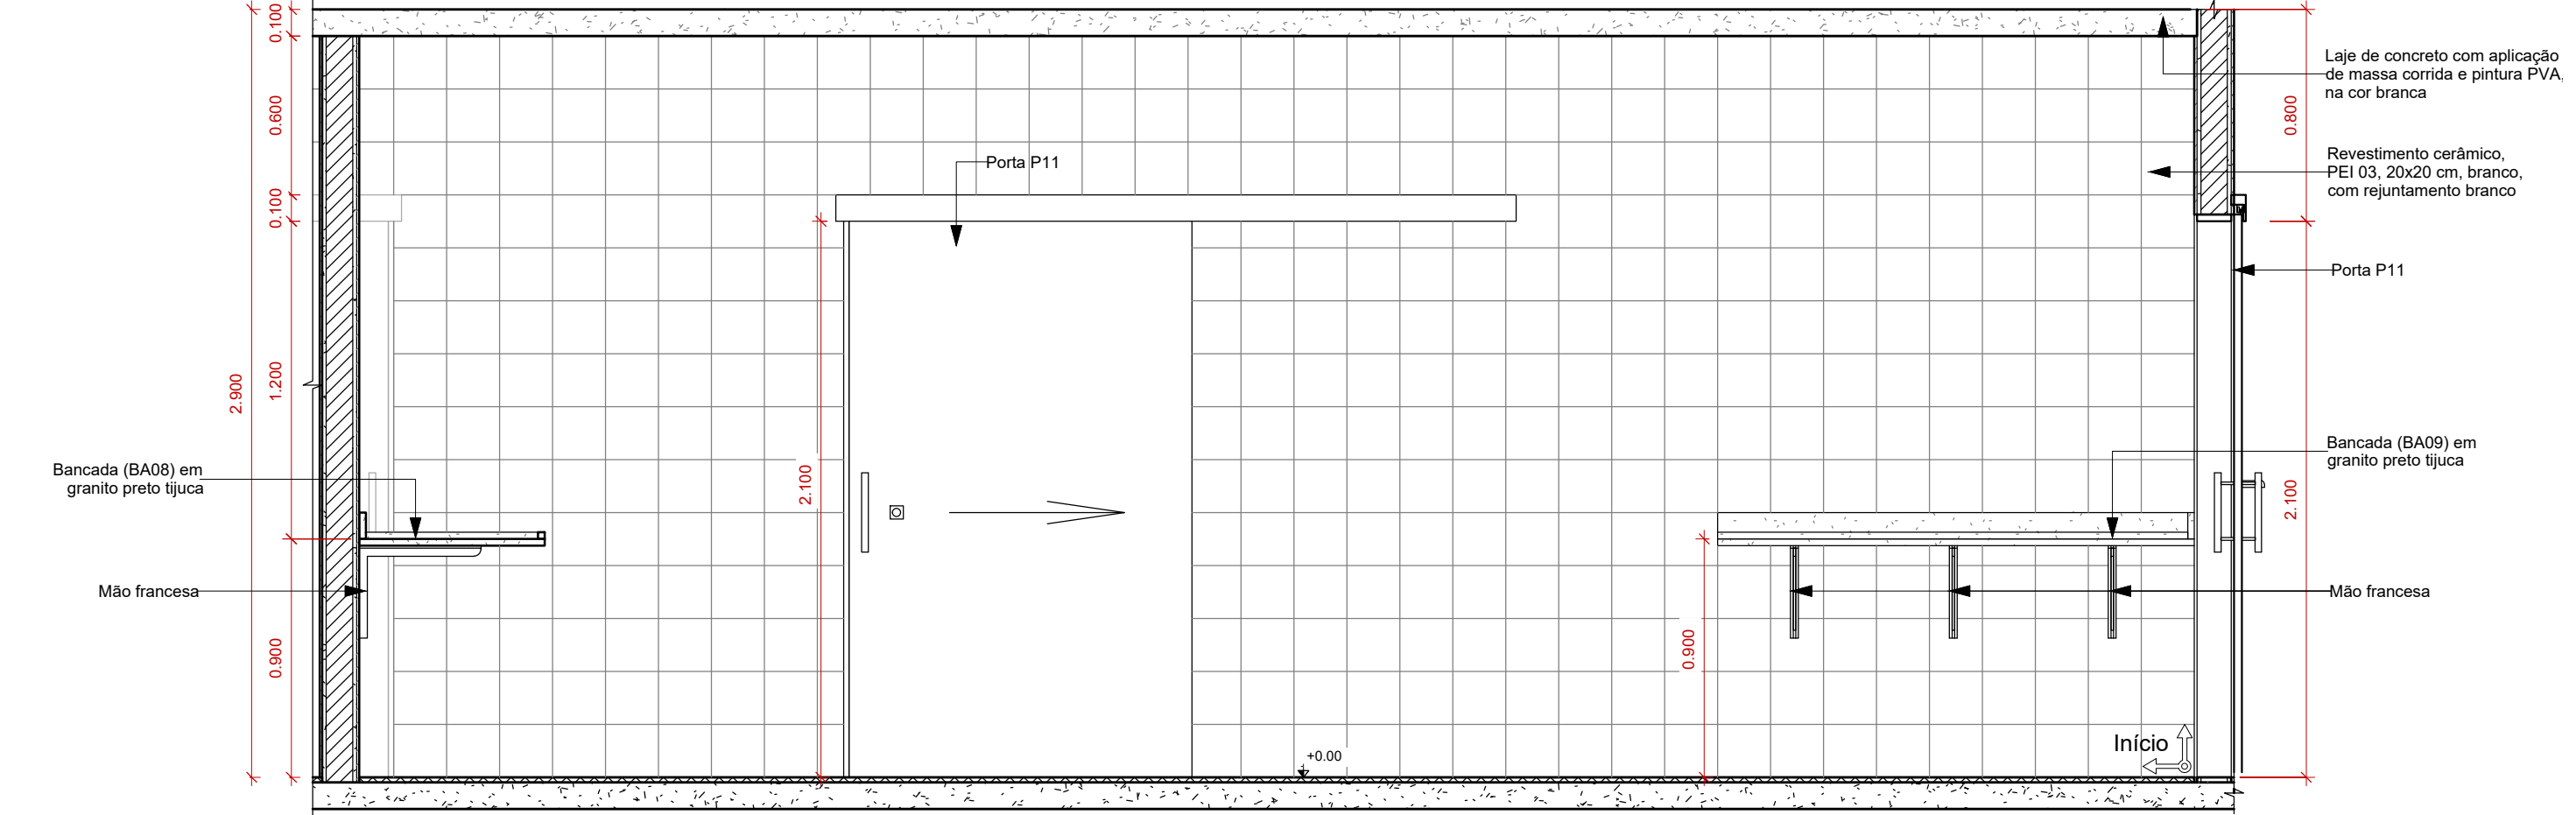 0.100
Laje de concreto com aplicação
de massa corrida e pintura PVA,
na cor branca
0.600
0.800
Porta P11
Revestimento cerâmico,
PEI 03, 20x20 cm, branco,
com rejuntamento branco
0.100
Porta P11
2.900
1.200
Bancada (BA08) em
granito preto tijuca
2.100
Bancada (BA09) em
granito preto tijuca
2.100
Mão francesa
Mão francesa
0.900
0.900
Início
+0.00